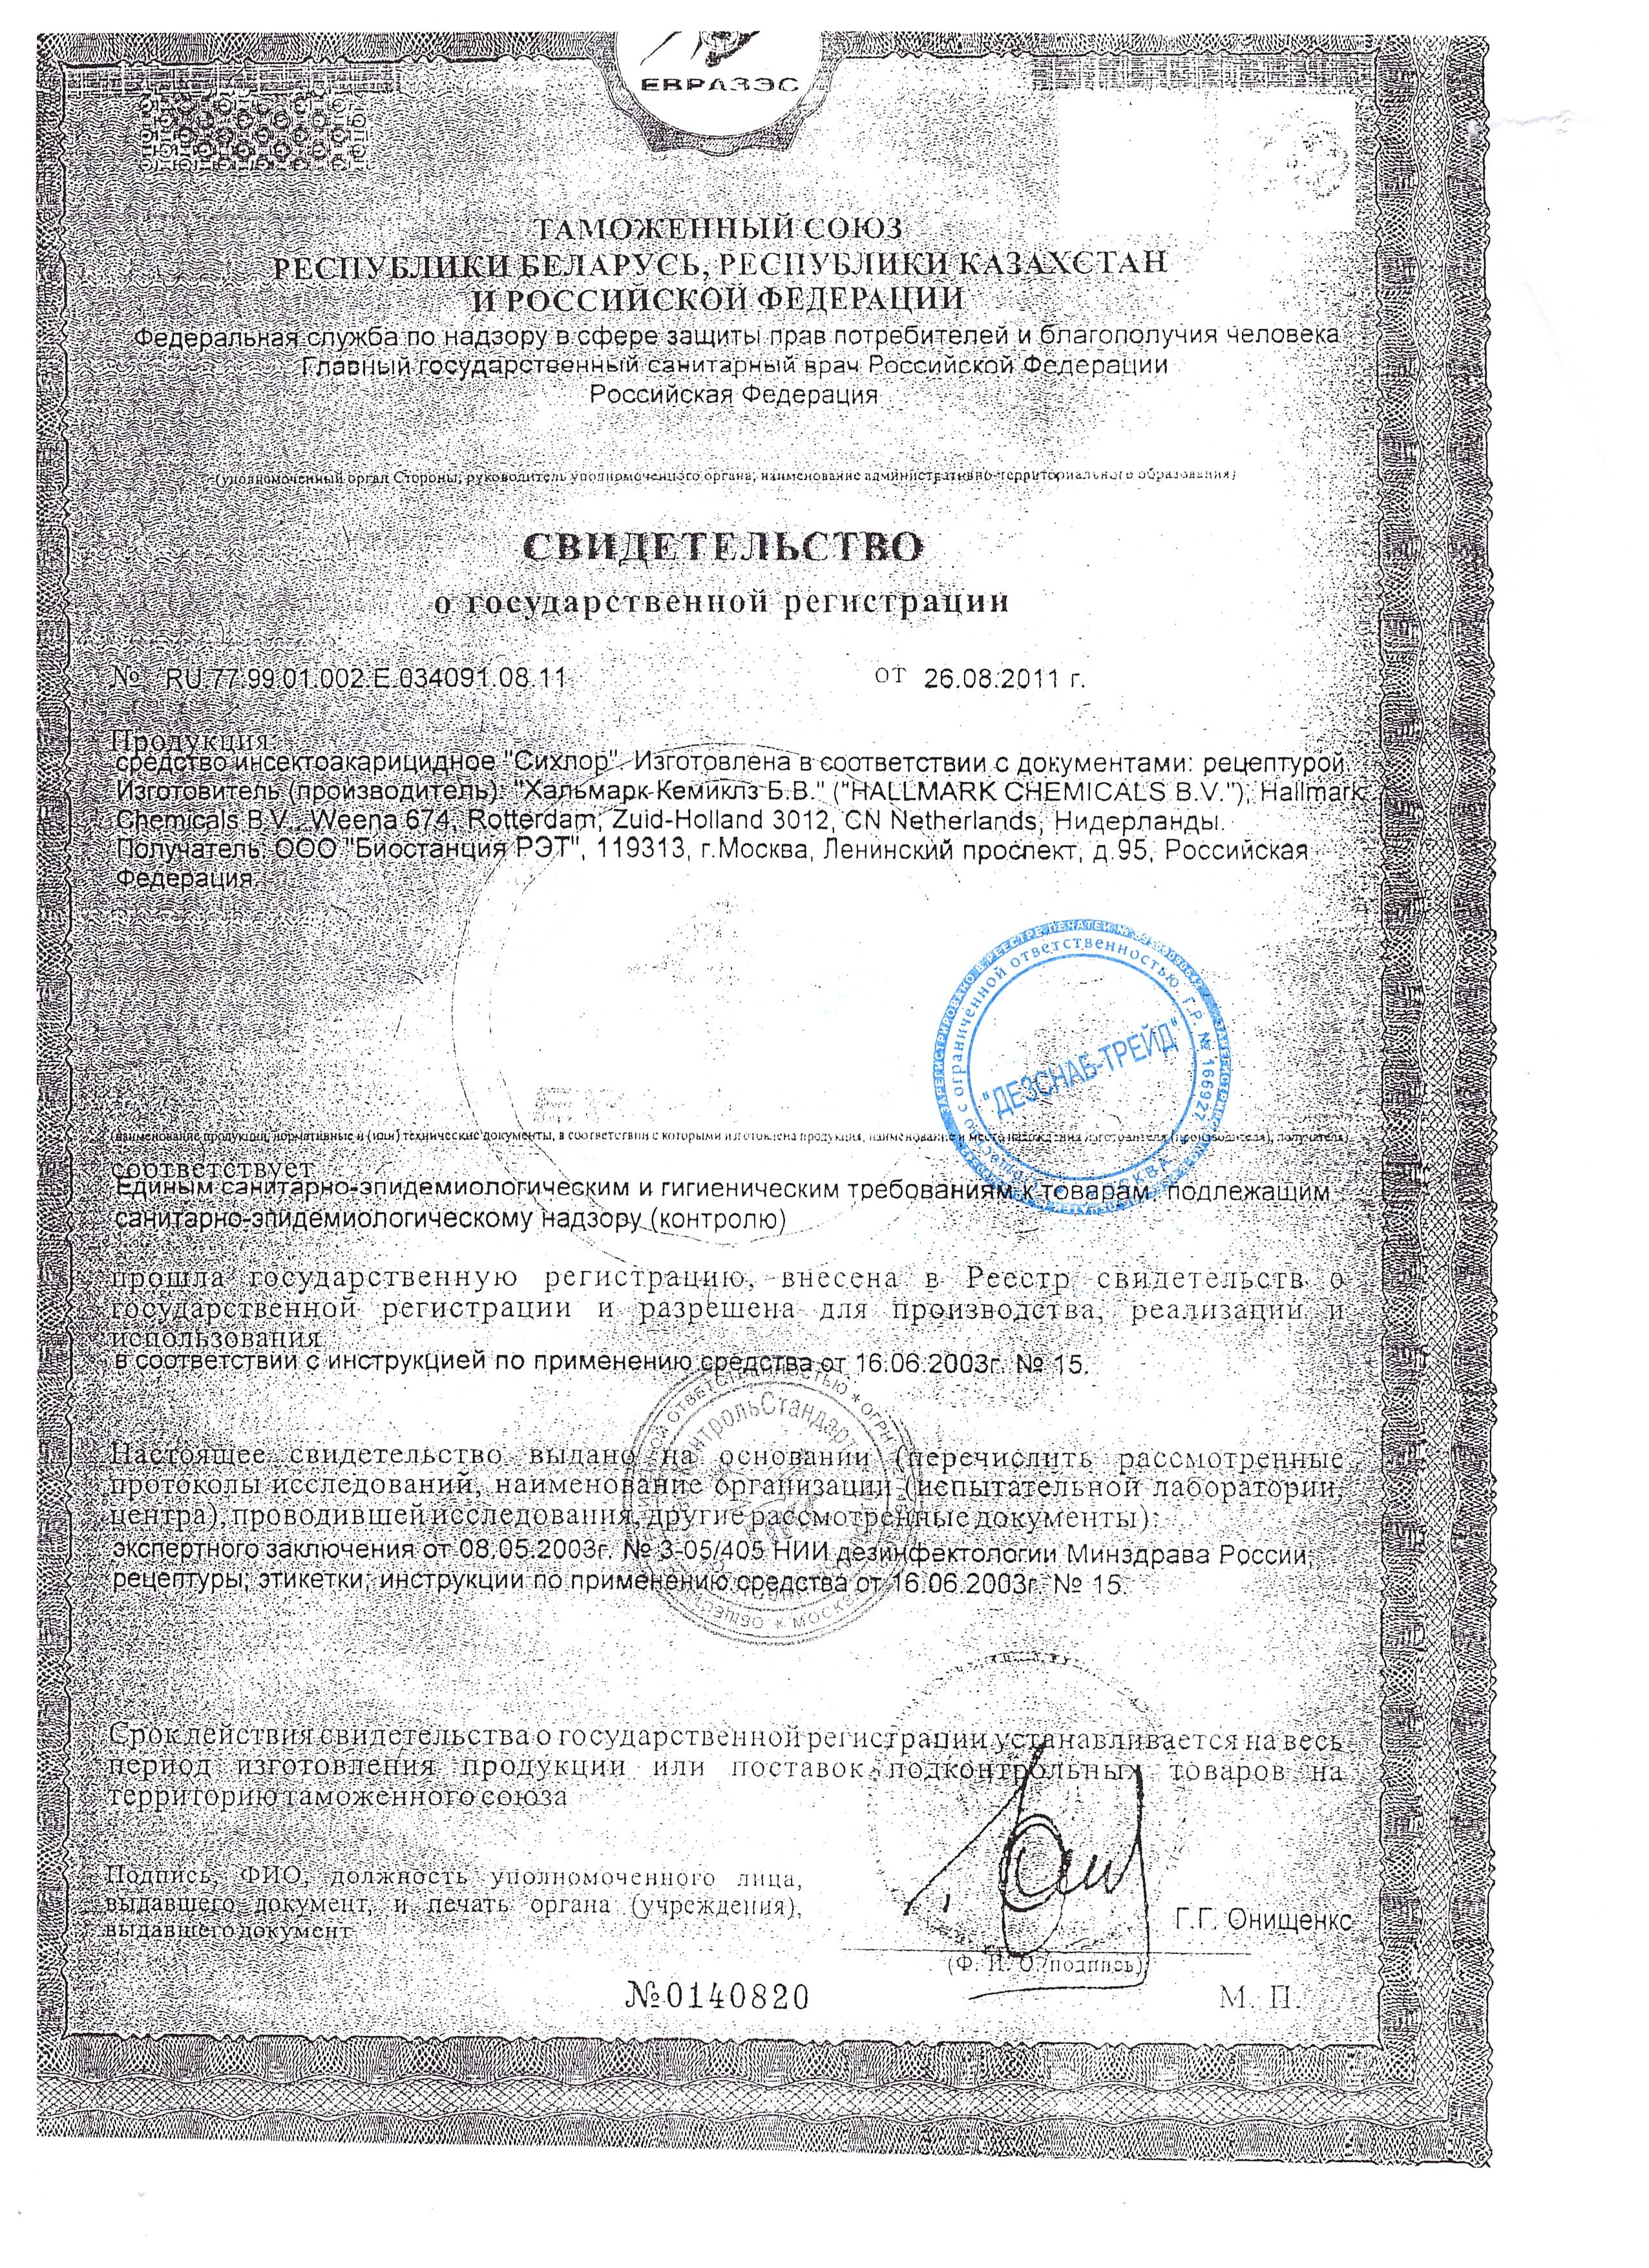 ЕВРАЗЭС
ТАМОЖЕННЫЙ СОЮЗ
РЕСПУБЛИКИ БЕЛАРУСЬ, РЕСПУБЛИКИ КАЗАХСТАН
И РОССИЙСКОЙ ФЕДЕРАЦИИ
Федеральная служба по надзору в сфере защиты прав потребителей и благополучия человека
Главный государственный санитарный врач Российской Федерации
Российская Федерация
(уполномоченный орган Стороны, руководитель уполномоченного органа, наименование административно-территориального образования)
СВИДЕТЕЛЬСТВО
о государственной регистрации
№ RU.77.99.01.002.Е.034091.08.11 от 26.08.2011 г.
Продукция:
средство инсектоакарицидное "Сихлор". Изготовлена в соответствии с документами: рецептурой.
Изготовитель (производитель): "Хальмарк Кемиклз Б.В." ("HALLMARK CHEMICALS B.V."), Hallmark
Chemicals B.V., Weena 674, Rotterdam, Zuid-Holland 3012, CN Netherlands, Нидерланды.
Получатель: ООО "Биостанция РЭТ", 119313, г.Москва, Ленинский проспект, д.95, Российская
Федерация.
с ограниченной ответственностью Г.Р. № 166927
"ДЕЗСНАБ-ТРЕЙД"
МОСКВА
(наименование продукции, нормативные и (или) технические документы, в соответствии с которыми изготовлена продукция, наименование и место нахождения изготовителя (производителя), получателя)
соответствует
Единым санитарно-эпидемиологическим и гигиеническим требованиям к товарам, подлежащим
санитарно-эпидемиологическому надзору (контролю)
прошла государственную регистрацию, внесена в Реестр свидетельств о
государственной регистрации и разрешена для производства, реализации и
использования
в соответствии с инструкцией по применению средства от 16.06.2003г. № 15.
Настоящее свидетельство выдано на основании (перечислить рассмотренные
протоколы исследований, наименование организации (испытательной лаборатории,
центра), проводившей исследования, другие рассмотренные документы):
экспертного заключения от 08.05.2003г. № 3-05/405 НИИ дезинфектологии Минздрава России,
рецептуры, этикетки, инструкции по применению средства от 16.06.2003г. № 15.
МОСКВА
Срок действия свидетельства о государственной регистрации устанавливается на весь
период изготовления продукции или поставок подконтрольных товаров на
территорию таможенного союза
Подпись, ФИО, должность уполномоченного лица,
выдавшего документ, и печать органа (учреждения),
выдавшего документ
Г.Г. Онищенко
(Ф. И. О./подпись)
№0140820
М. П.